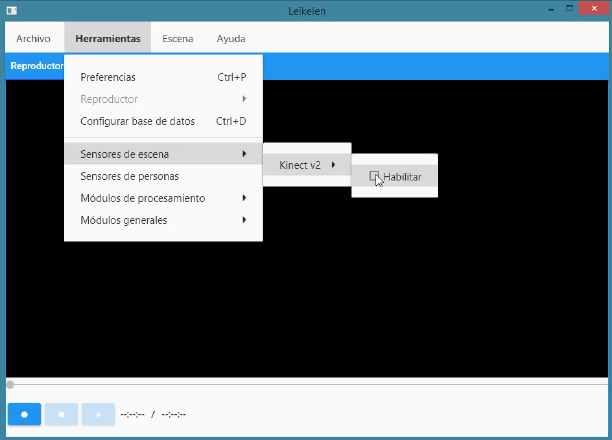 Leikelen
Archivo Herramientas Escena Ayuda
Reproductor
Preferencias Ctrl+P
Reproductor
Configurar base de datos Ctrl+D
Sensores de escena
Kinect v2
Habilitar
Sensores de personas
Módulos de procesamiento
Módulos generales
--:--:-- / --:--:--